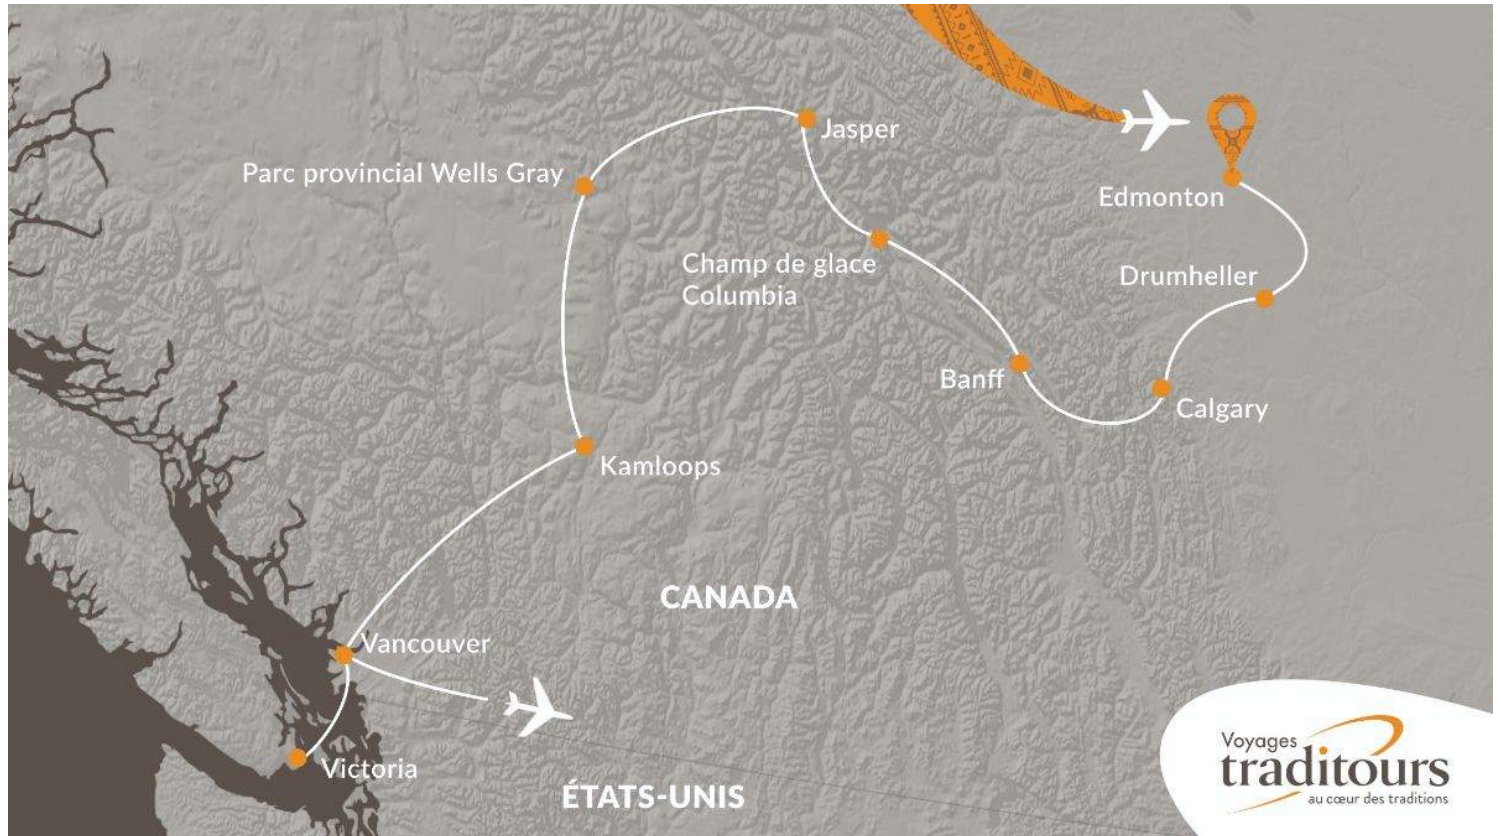 Jasper
Parc provincial Wells Gray
Edmonton
Champ de glace
Columbia
Drumheller
Banff
Calgary
Kamloops
CANADA
Vancouver
Victoria
ÉTATS-UNIS
Voyages
traditours
au cœur des traditions